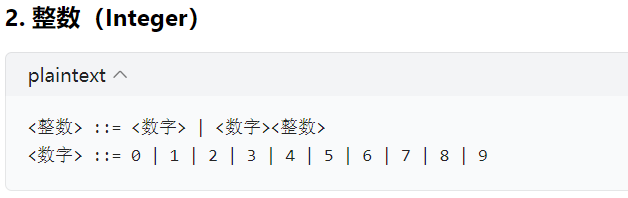 2. 整数（Integer）
plaintext
<整数> ::= <数字> | <数字><整数>
<数字> ::= 0 | 1 | 2 | 3 | 4 | 5 | 6 | 7 | 8 | 9